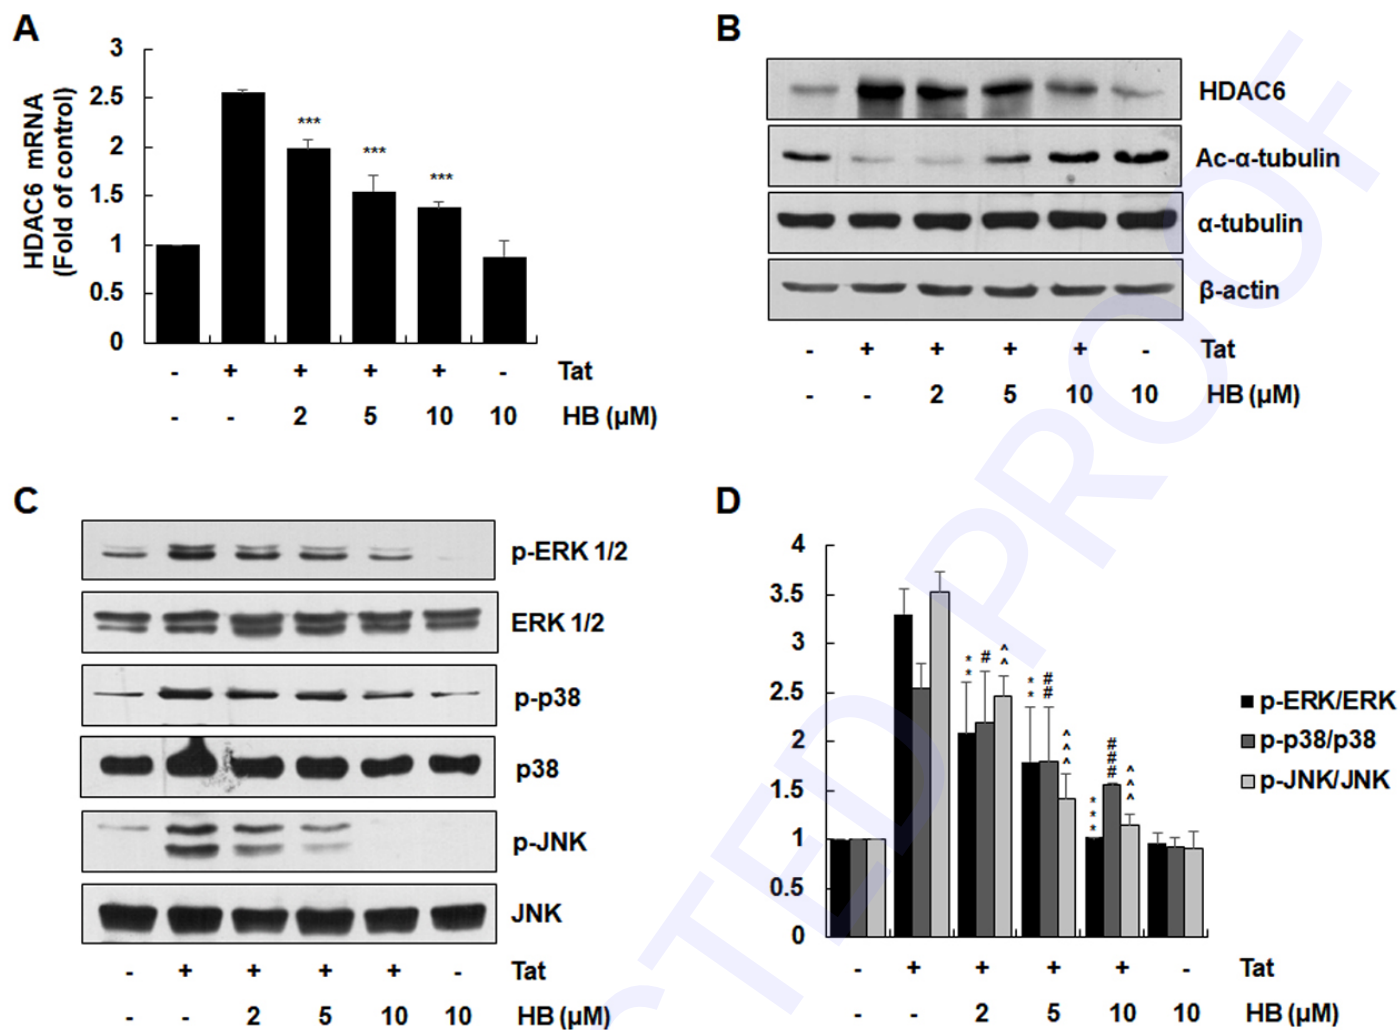 A
HDAC6 mRNA
(Fold of control)
3
2.5
2
1.5
1
0.5
0
***
***
***
- + + + + - Tat
- - 2 5 10 10 HB (µM)
B
HDAC6
Ac-α-tubulin
α-tubulin
β-actin
- + + + + - Tat
- - 2 5 10 10 HB (µM)
C
p-ERK 1/2
ERK 1/2
p-p38
p38
p-JNK
JNK
- + + + + - Tat
- - 2 5 10 10 HB (µM)
D
4
3.5
3
2.5
2
1.5
1
0.5
0
**
#
^^
**
##
^^^
***
###
^^^
p-ERK/ERK
p-p38/p38
p-JNK/JNK
- + + + + - Tat
- - 2 5 10 10 HB (µM)
CTED PROOF